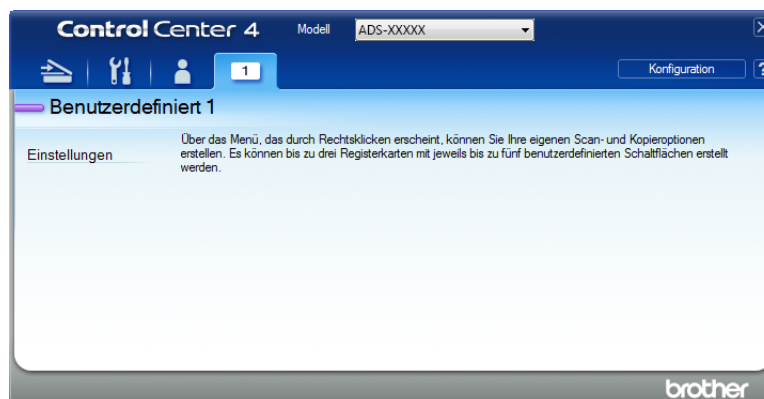 Control Center 4 Modell ADS-XXXXX
1 Konfiguration ?
Benutzerdefiniert 1
Einstellungen
Über das Menü, das durch Rechtsklicken erscheint, können Sie Ihre eigenen Scan- und Kopieroptionen
erstellen. Es können bis zu drei Registerkarten mit jeweils bis zu fünf benutzerdefinierten Schaltflächen erstellt
werden.
brother